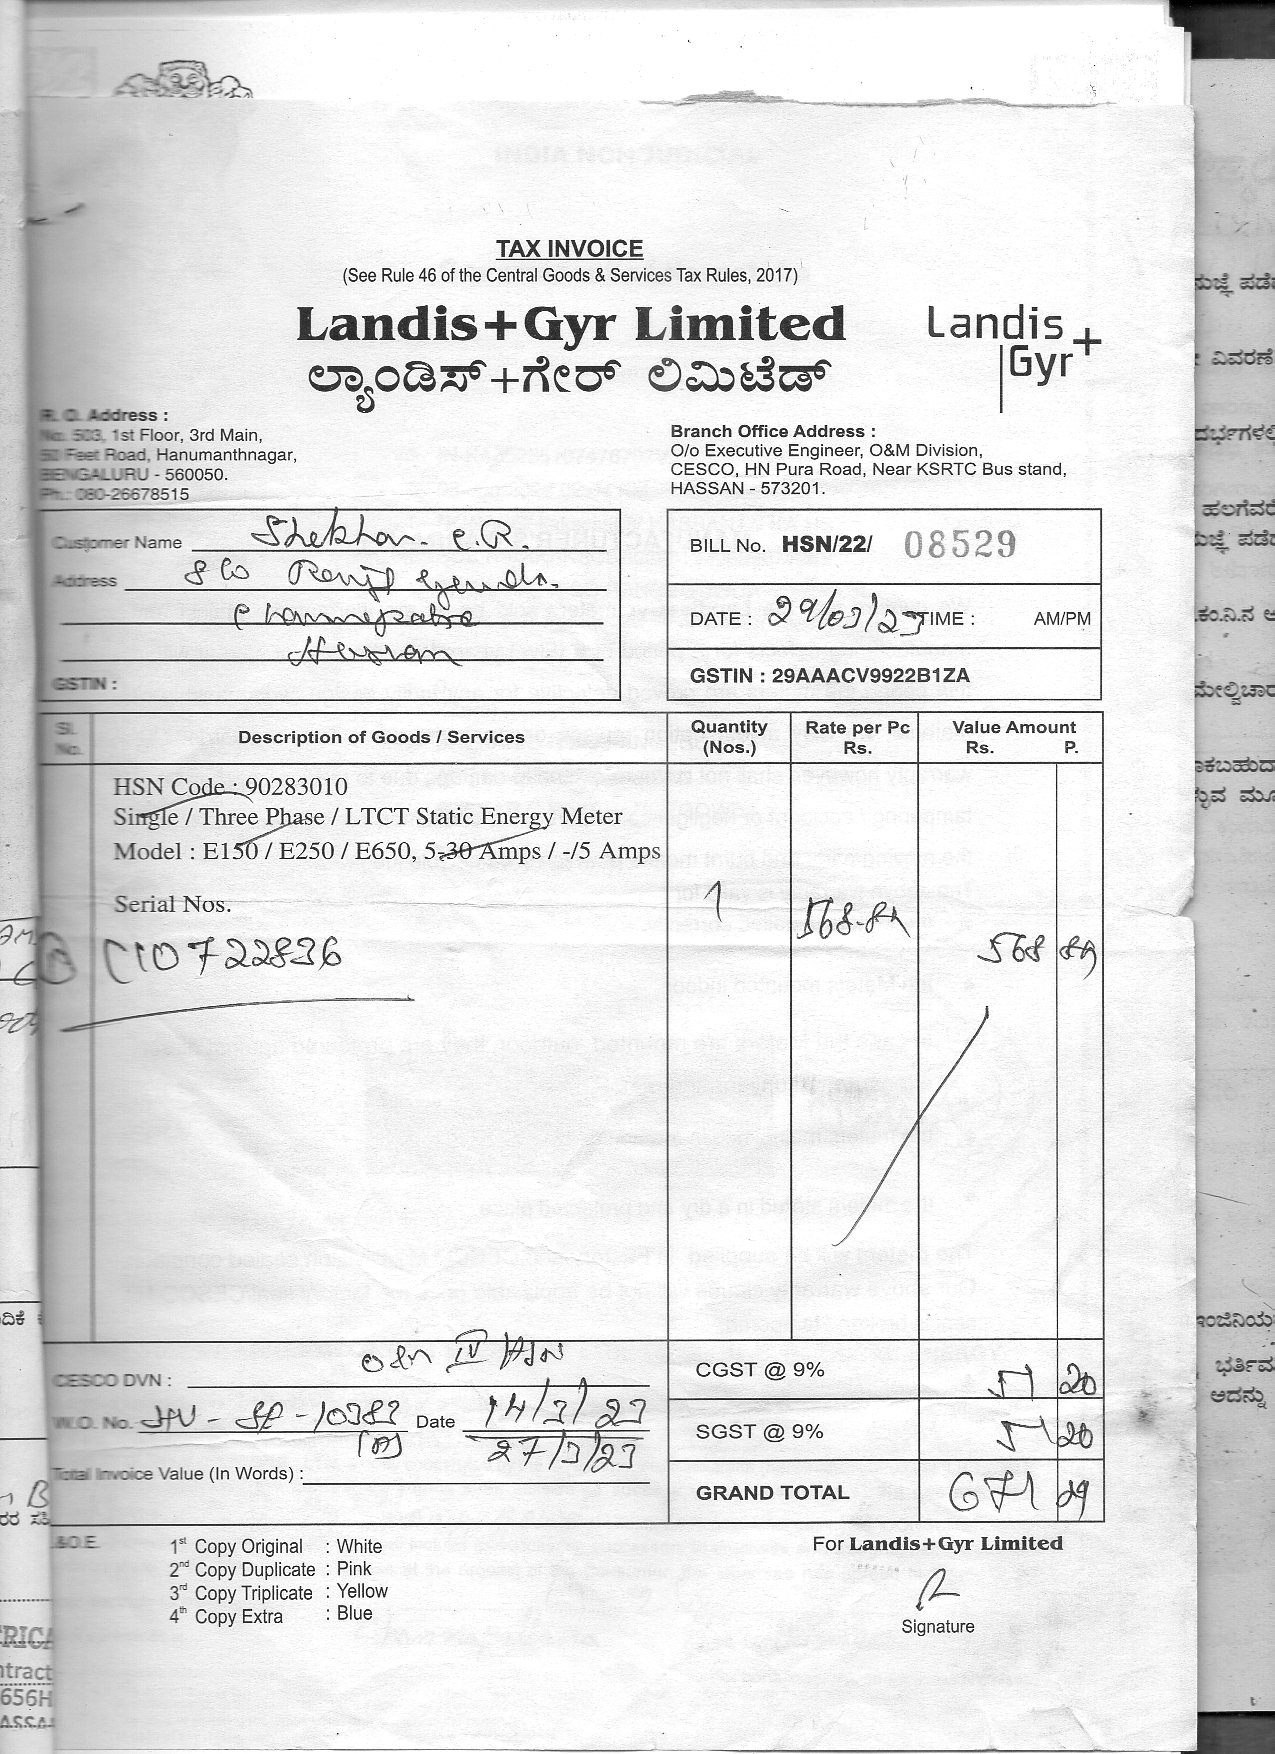 TAX INVOICE
(See Rule 46 of the Central Goods & Services Tax Rules, 2017)
Landis+Gyr Limited
ಲ್ಯಾಂಡಿಸ್+ಗೇರ್ ಲಿಮಿಟೆಡ್
Landis+
Gyr
R. O. Address :
No. 503, 1st Floor, 3rd Main,
50 Feet Road, Hanumanthnagar,
BENGALURU - 560050.
Ph.: 080-26678515
Branch Office Address :
O/o Executive Engineer, O&M Division,
CESCO, HN Pura Road, Near KSRTC Bus stand,
HASSAN - 573201.
Customer Name Shekhar. C.R.
Address S/o
Hassan
GSTIN :
BILL No. HSN/22/ 08529
DATE : 29/03/23 TIME : AM/PM
GSTIN : 29AAACV9922B1ZA
Sl. No. Description of Goods / Services Quantity (Nos.) Rate per Pc Rs. Value Amount Rs. P.
HSN Code : 90283010
Single / Three Phase / LTCT Static Energy Meter
Model : E150 / E250 / E650, 5-30 Amps / -/5 Amps
Serial Nos. 1 568-89
568 89
10722836
CESCO DVN : IV HSN
CGST @ 9% 51 20
W.O. No. Date 14/3/23
27/3/23
SGST @ 9% 51 20
Total Invoice Value (In Words) :
GRAND TOTAL 671 29
1st Copy Original : White
2nd Copy Duplicate : Pink
3rd Copy Triplicate : Yellow
4th Copy Extra : Blue
For Landis+Gyr Limited
Signature